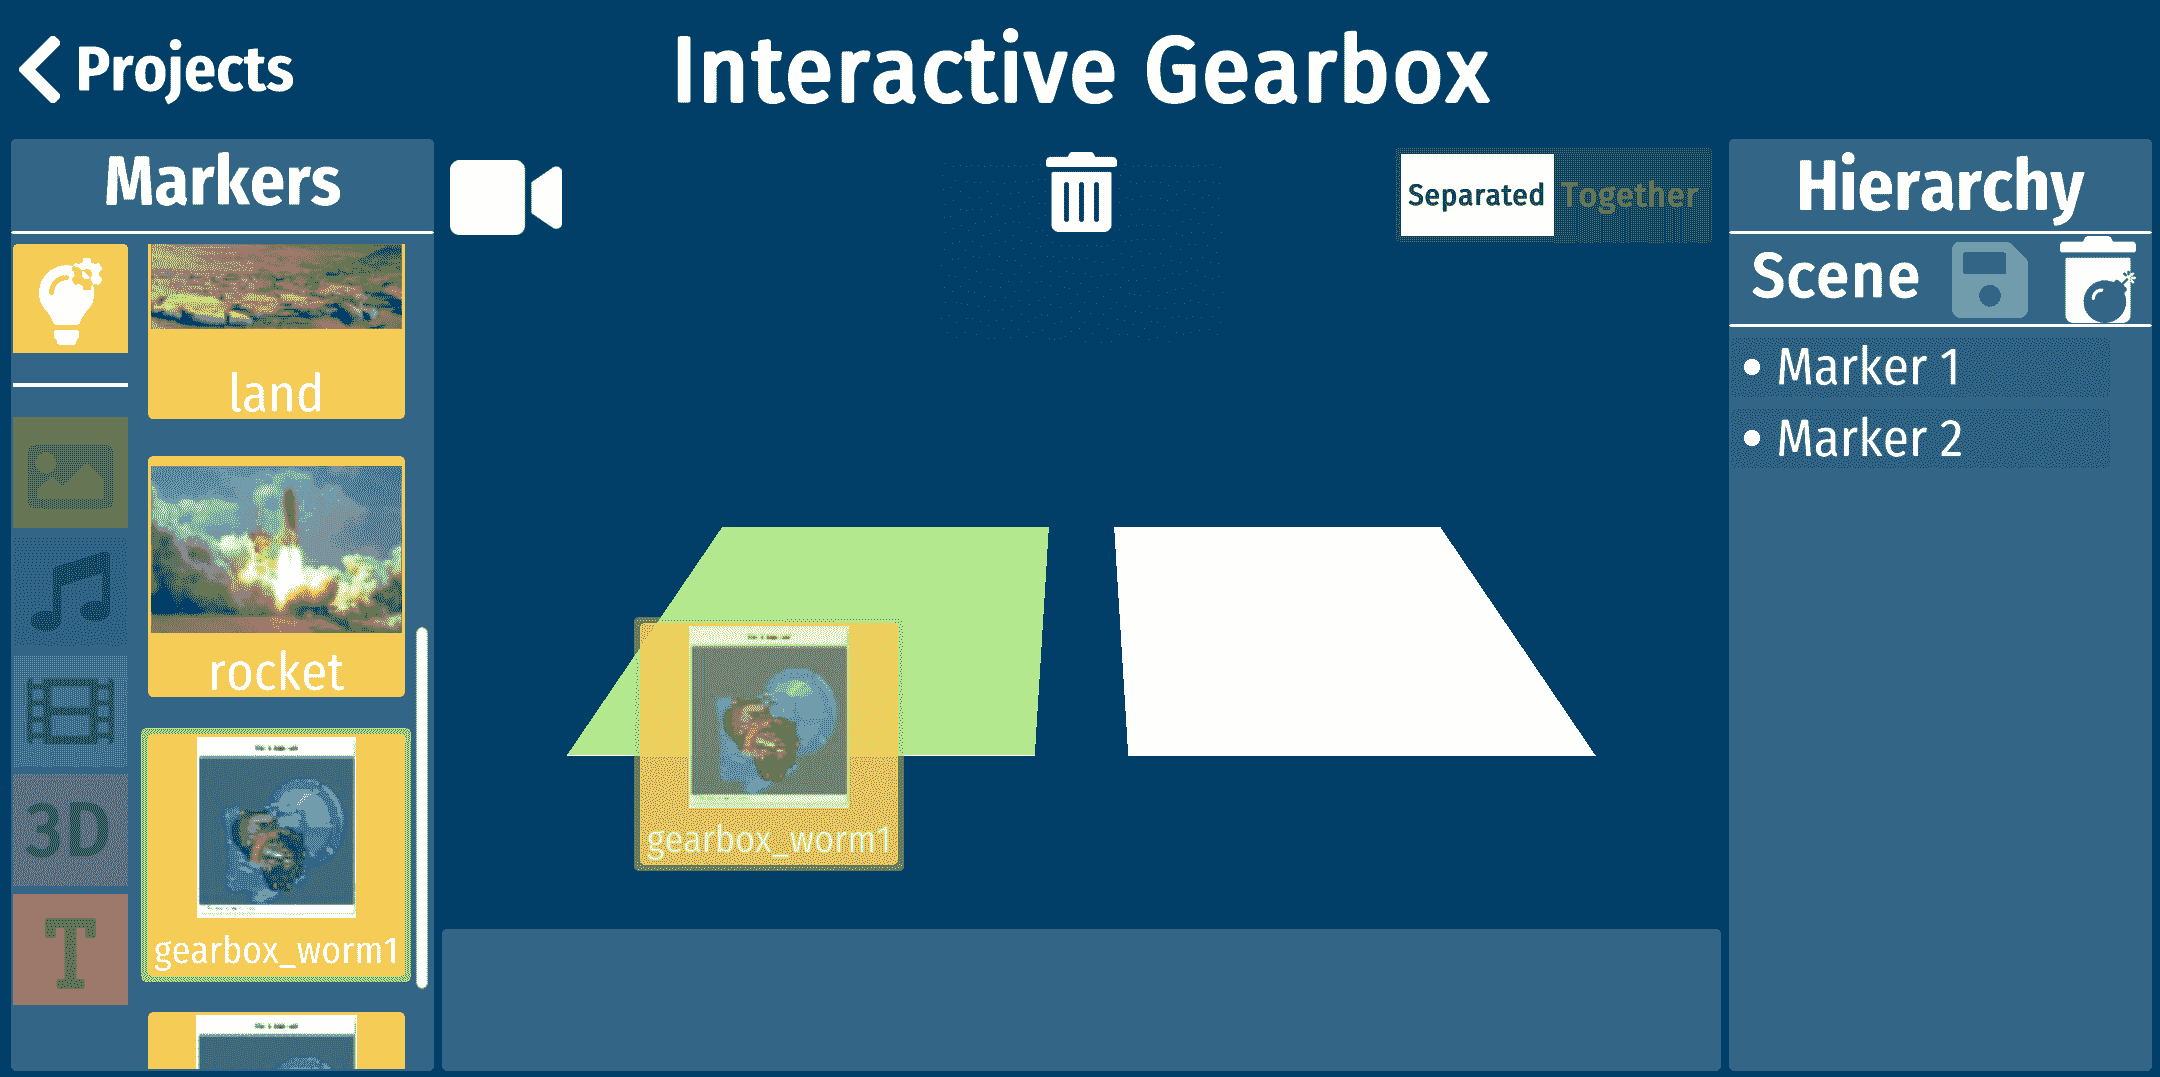 Projects
Interactive Gearbox
Markers
Separated
Together
Hierarchy
Scene
land
Marker 1
Marker 2
rocket
3D
gearbox_worm1
gearbox_worm1
T